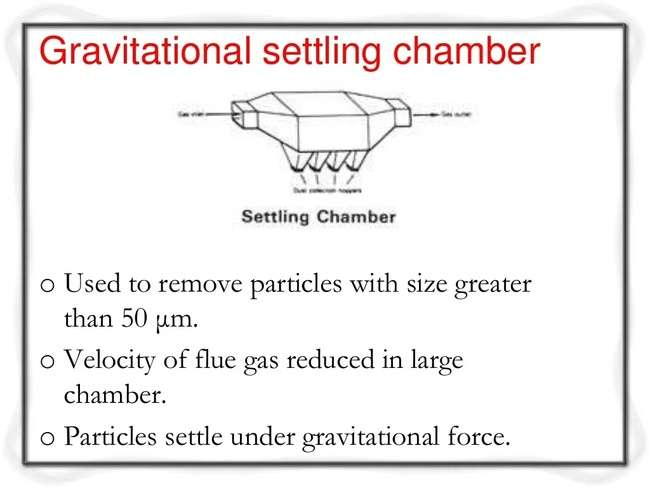 Gravitational settling chamber
Gas inlet
Gas outlet
Dust collection hoppers
Settling Chamber
o Used to remove particles with size greater
than 50 µm.
o Velocity of flue gas reduced in large
chamber.
o Particles settle under gravitational force.